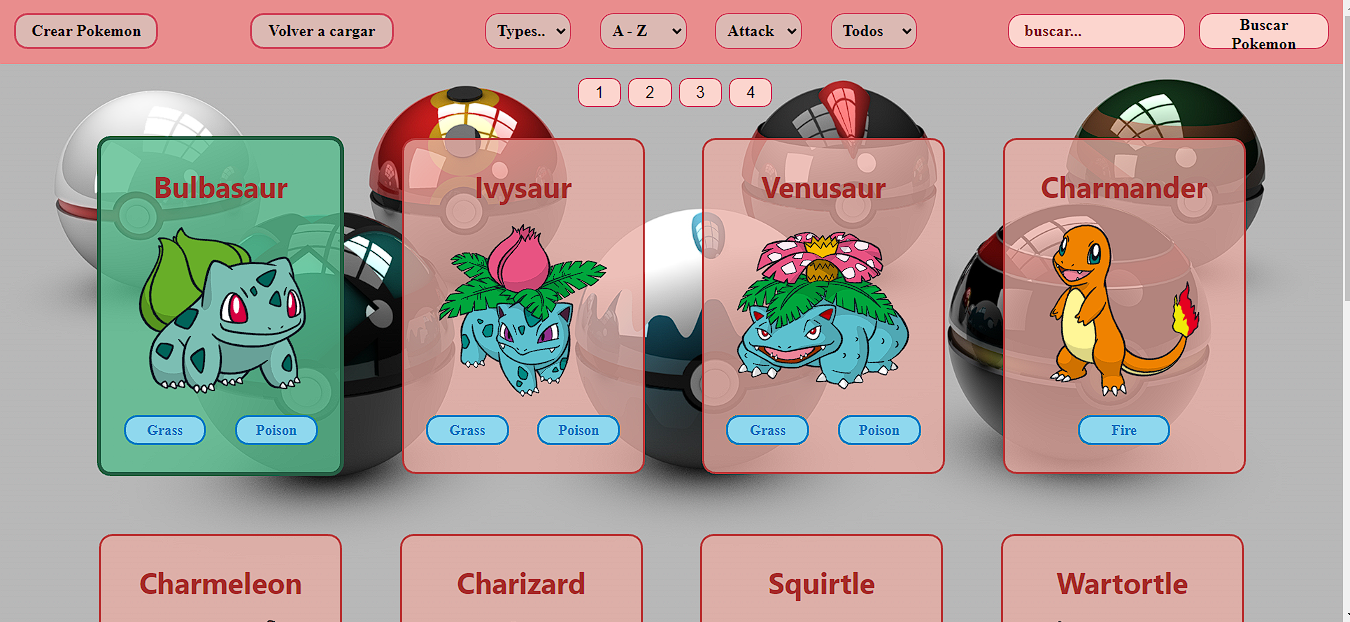 Crear Pokemon
Volver a cargar
Types..
A - Z
Attack
Todos
buscar...
Buscar
Pokemon
1 2 3 4
Bulbasaur
Ivysaur
Venusaur
Charmander
Grass Poison
Grass Poison
Grass Poison
Fire
Charmeleon
Charizard
Squirtle
Wartortle